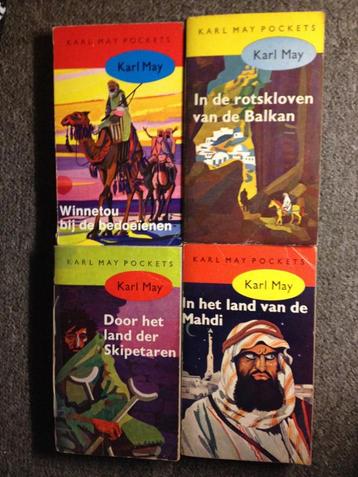 KARL MAY POCKETS
Karl May
Winnetou
bij de bedoeïenen
KARL MAY POCKETS
Karl May
In de rotskloven
van de Balkan
KARL MAY POCKETS
Karl May
Door het
land der
Skipetaren
KARL MAY POCKETS
Karl May
In het land van de
Mahdi